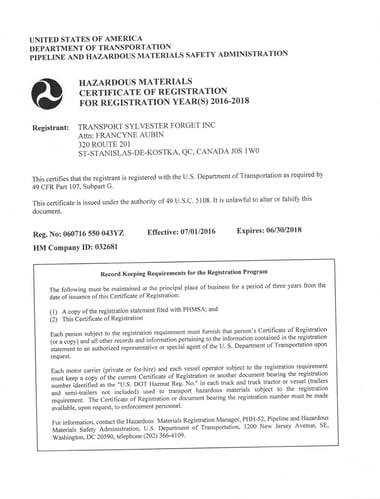 UNITED STATES OF AMERICA
DEPARTMENT OF TRANSPORTATION
PIPELINE AND HAZARDOUS MATERIALS SAFETY ADMINISTRATION
HAZARDOUS MATERIALS
CERTIFICATE OF REGISTRATION
FOR REGISTRATION YEAR(S) 2016-2018
Registrant: TRANSPORT SYLVESTER FORGET INC
Attn: FRANCYNE AUBIN
320 ROUTE 201
ST-STANISLAS-DE-KOSTKA, QC, CANADA J0S 1W0
This certifies that the registrant is registered with the U.S. Department of Transportation as required by
49 CFR Part 107, Subpart G.
This certificate is issued under the authority of 49 U.S.C. 5108. It is unlawful to alter or falsify this
document.
Reg. No: 060716 550 043YZ Effective: 07/01/2016 Expires: 06/30/2018
HM Company ID: 032681
Record Keeping Requirements for the Registration Program
The following must be maintained at the principal place of business for a period of three years from the
date of issuance of this Certificate of Registration:
(1) A copy of the registration statement filed with PHMSA; and
(2) This Certificate of Registration
Each person subject to the registration requirement must furnish that person's Certificate of Registration
(or a copy) and all other records and information pertaining to the information contained in the registration
statement to an authorized representative or special agent of the U. S. Department of Transportation upon
request.
Each motor carrier (private or for-hire) and each vessel operator subject to the registration requirement
must keep a copy of the current Certificate of Registration or another document bearing the registration
number identified as the "U.S. DOT Hazmat Reg. No." in each truck and truck tractor or vessel (trailers
and semi-trailers not included) used to transport hazardous materials subject to the registration
requirement. The Certificate of Registration or document bearing the registration number must be made
available, upon request, to enforcement personnel.
For information, contact the Hazardous Materials Registration Manager, PHH-52, Pipeline and Hazardous
Materials Safety Administration, U.S. Department of Transportation, 1200 New Jersey Avenue, SE,
Washington, DC 20590, telephone (202) 366-4109.